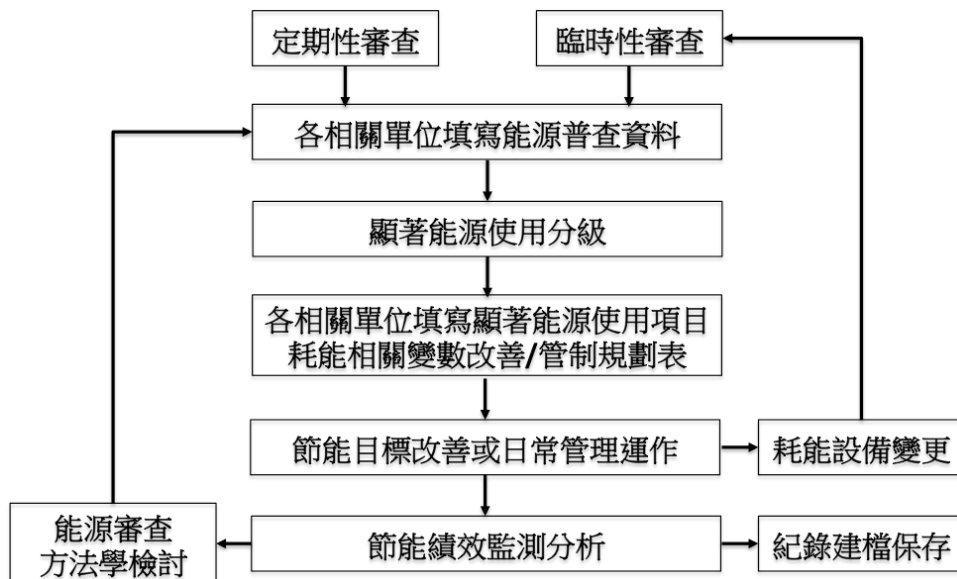 定期性審查
臨時性審查
各相關單位填寫能源普查資料
顯著能源使用分級
各相關單位填寫顯著能源使用項目
耗能相關變數改善/管制規劃表
節能目標改善或日常管理運作
耗能設備變更
能源審查
方法學檢討
節能績效監測分析
紀錄建檔保存